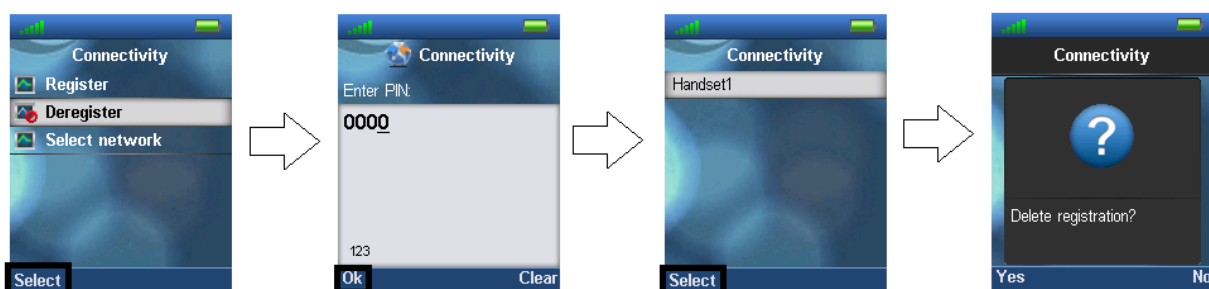 Connectivity
Register
Deregister
Select network
Select
Connectivity
Enter PIN:
0000
123
Ok
Clear
Connectivity
Handset1
Select
Connectivity
?
Delete registration?
Yes
No